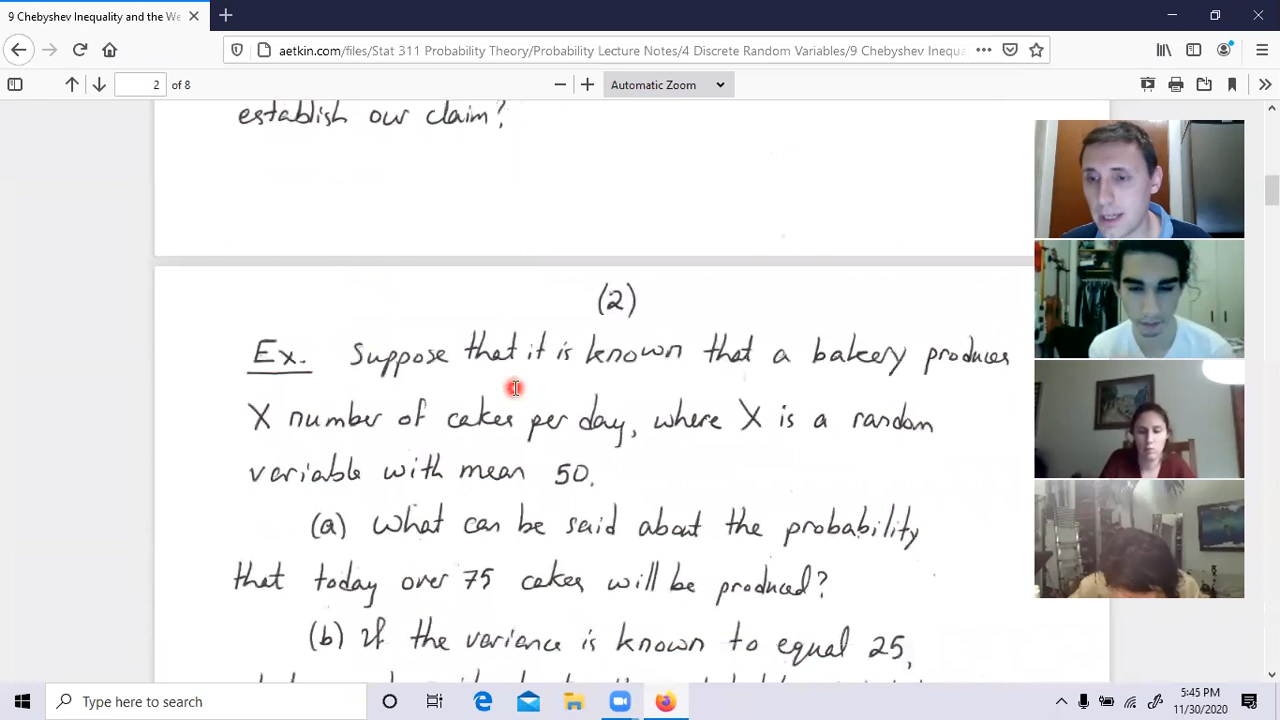 9 Chebyshev Inequality and the We
aetkin.com/files/Stat 311 Probability Theory/Probability Lecture Notes/4 Discrete Random Variables/9 Chebyshev Inequa
2 of 8
Automatic Zoom
establish our claim?
(2)
Ex. Suppose that it is known that a bakery produces
X number of cakes per day, where X is a random
variable with mean 50.
(a) What can be said about the probability
that today over 75 cakes will be produced?
(b) If the variance is known to equal 25,
Type here to search
5:45 PM
11/30/2020